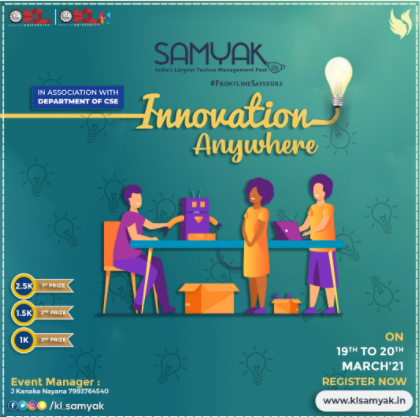 KL
KL
SAMYAK
India's Largest Techno Management Fest
#FRONTLINESAVIOURS
IN ASSOCIATION WITH
DEPARTMENT OF CSE
Innovation
Anywhere
2.5K 1ST PRIZE
1.5K 2ND PRIZE
1K 3RD PRIZE
ON
19TH TO 20TH
MARCH'21
REGISTER NOW
www.klsamyak.in
Event Manager :
J Kanaka Nayana 7993764540
/kl_samyak